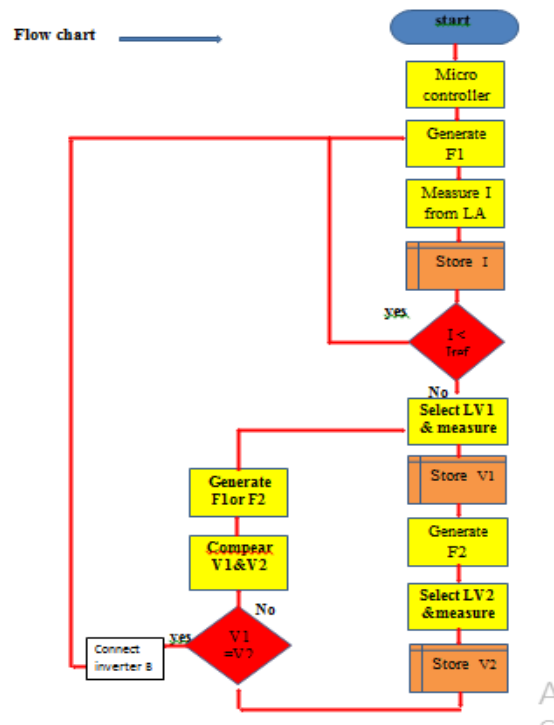 Flow chart
start
Micro
controller
Generate
F1
Measure I
from LA
Store I
yes
I <
Iref
No
Select LV1
& measure
Store V1
Generate
F2
Select LV2
&measure
Store V2
Generate
F1or F2
Compear
V1&V2
No
V1
=V2
yes
Connect
inverter B